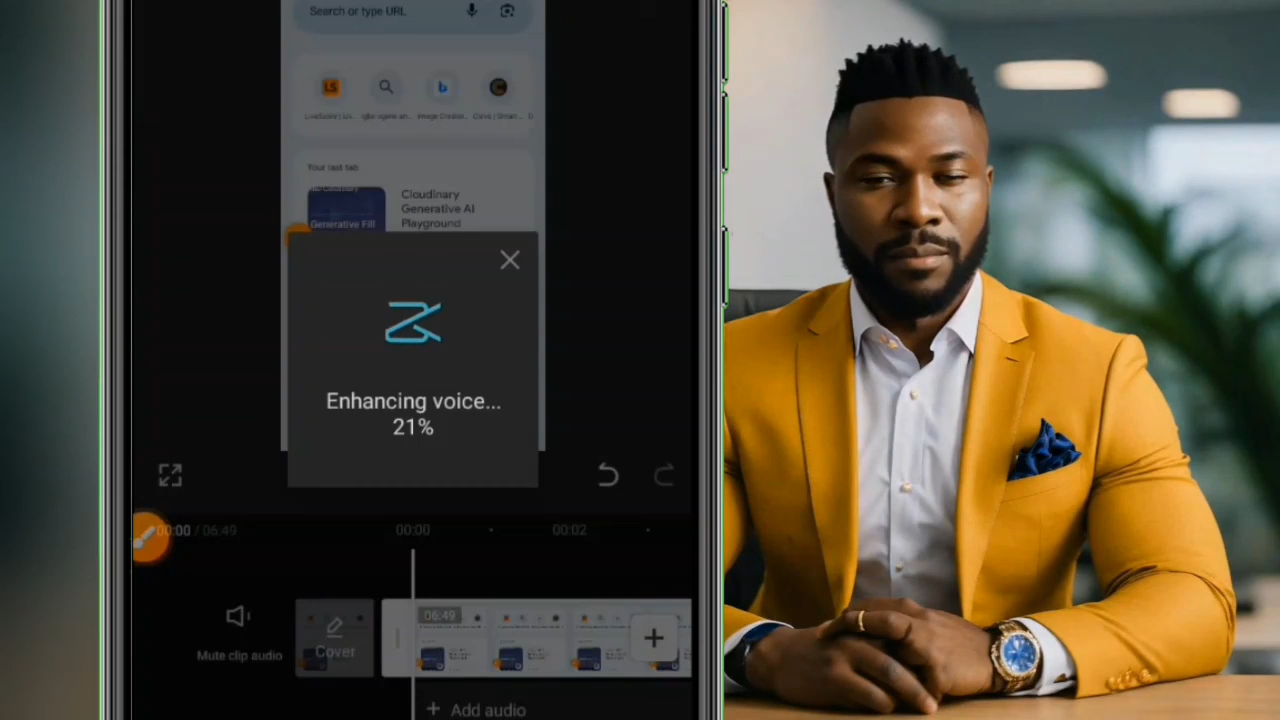 Search or type URL
LS
Your last tab
Cloudinary
Generative AI
Playground
Generative Fill
Enhancing voice...
21%
00:00 / 06:49
00:00
00:02
06:49
Mute clip audio
Cover
+ Add audio